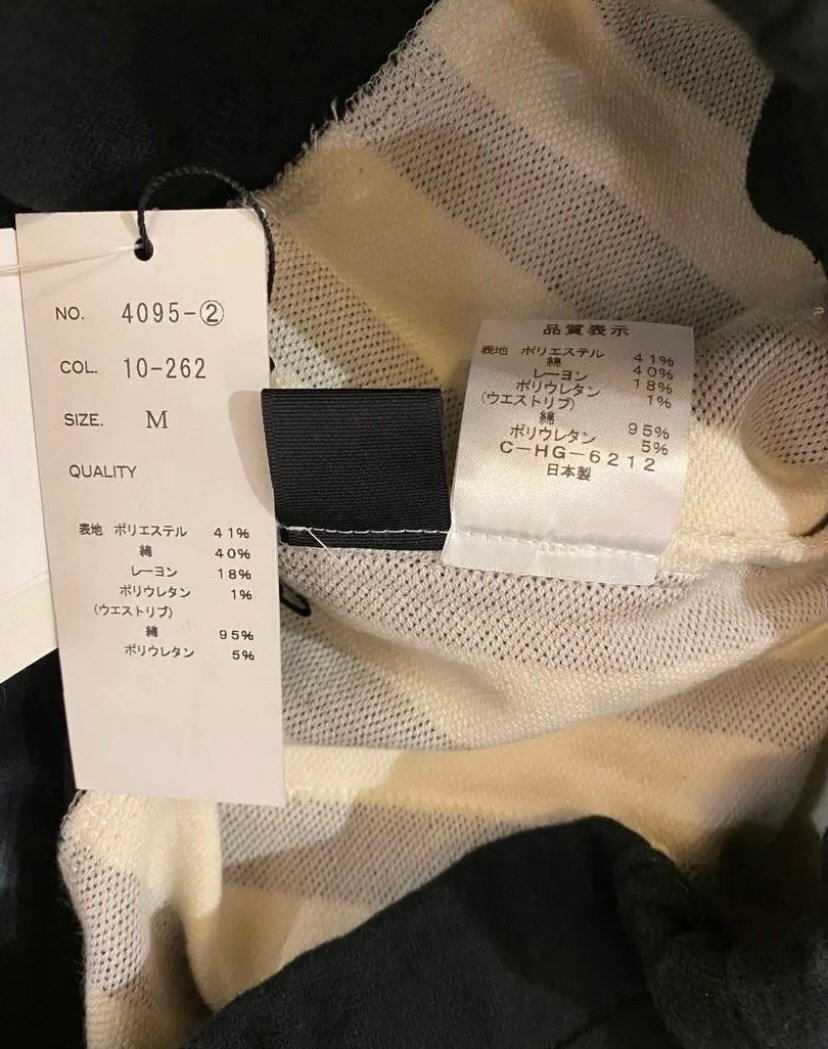 NO. 4095-②
COL. 10-262
SIZE. M
QUALITY
表地 ポリエステル 41%
綿 40%
レーヨン 18%
ポリウレタン 1%
(ウエストリブ)
綿 95%
ポリウレタン 5%
品質表示
表地 ポリエステル 41%
綿 40%
レーヨン 18%
ポリウレタン 1%
(ウエストリブ)
綿 95%
ポリウレタン 5%
C-HG-6212
日本製